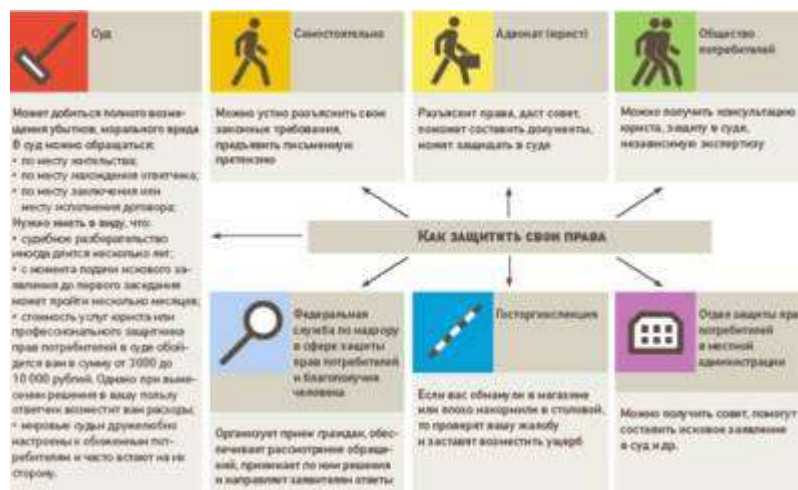 Суд
Может добиться полного возме-
щения убытков, морального вреда
В суд можно обращаться:
• по месту жительства;
• по месту нахождения ответчика;
• по месту заключения или
месту исполнения договора;
Нужно иметь в виду, что:
• судебное разбирательство
иногда длится несколько лет;
• с момента подачи искового за-
явления до первого заседания
может пройти несколько месяцев;
• стоимость услуг юриста или
профессионального защитника
прав потребителей в суде обой-
дется вам в сумму от 3000 до
10 000 рублей. Однако при выне-
сении решения в вашу пользу
ответчик возместит вам расходы;
• мировые судьи дружелюбно
настроены к обиженным пот-
ребителям и часто встают на их
сторону.
Самостоятельно
Можно устно разъяснить свои
законные требования,
предъявить письменную
претензию
Адвокат (юрист)
Разъяснит права, даст совет,
поможет составить документы,
может защищать в суде
Общество
потребителей
Можно получить консультацию
юриста, защиту в суде,
независимую экспертизу
Как защитить свои права
Федеральная
служба по надзору
в сфере защиты
прав потребителей
и благополучия
человека
Организует прием граждан, обес-
печивает рассмотрение обраще-
ний, принимает по ним решения
и направляет заявителям ответы
Госторгинспекция
Если вас обманули в магазине
или плохо накормили в столовой,
то проверят вашу жалобу
и заставят возместить ущерб
Отдел защиты пра
потребителей
в местной
администрации
Можно получить совет, помогут
составить исковое заявление
в суд и др.